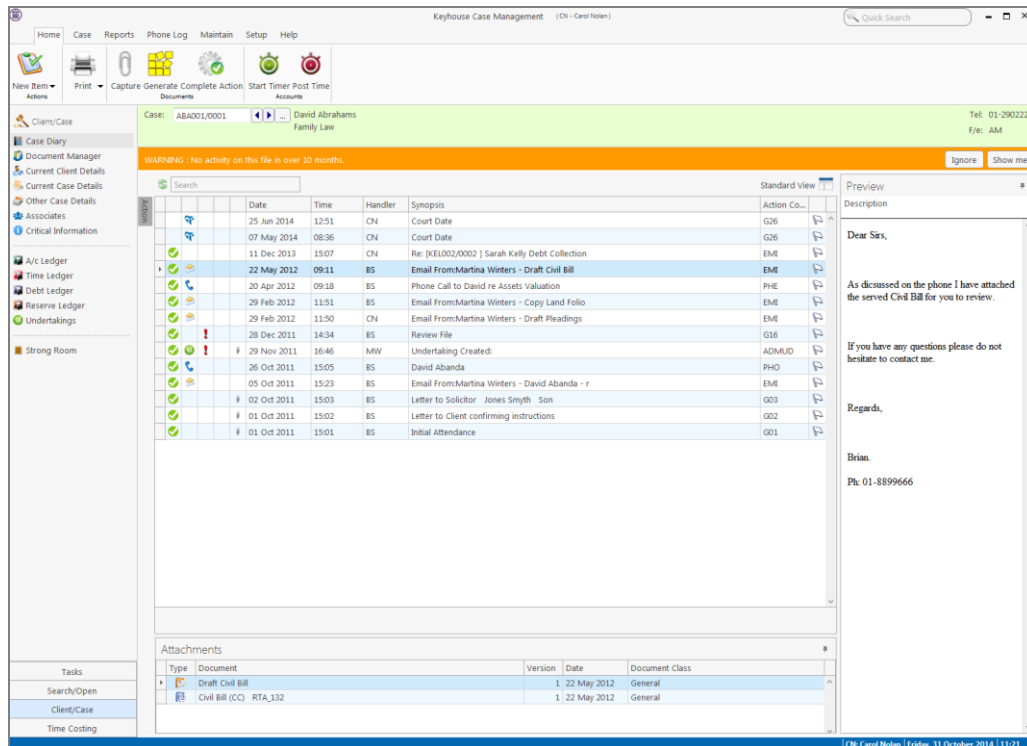 Keyhouse Case Management (CN - Carol Nolan)
Quick Search
Home Case Reports Phone Log Maintain Setup Help
New Item Print Capture Generate Complete Action Start Timer Post Time
Actions Documents Accounts
Client/Case
Case Diary
Document Manager
Current Client Details
Current Case Details
Other Case Details
Associates
Critical Information
A/c Ledger
Time Ledger
Debt Ledger
Reserve Ledger
Undertakings
Strong Room
Tasks
Search/Open
Client/Case
Time Costing
Case: ABA001/0001 ... David Abrahams
Family Law
Tel: 01-290222
F/e: AM
WARNING : No activity on this file in over 10 months.
Ignore Show me
Search
Standard View
Action
Date Time Handler Synopsis Action Co...
25 Jun 2014 12:51 CN Court Date G26
07 May 2014 08:36 CN Court Date G26
11 Dec 2013 15:07 CN Re: [KEL002/0002 ] Sarah Kelly Debt Collection EMI
22 May 2012 09:11 BS Email From:Martina Winters - Draft Civil Bill EMI
20 Apr 2012 09:18 BS Phone Call to David re Assets Valuation PHE
29 Feb 2012 11:51 BS Email From:Martina Winters - Copy Land Folio EMI
29 Feb 2012 11:50 CN Email From:Martina Winters - Draft Pleadings EMI
28 Dec 2011 14:34 BS Review File G16
29 Nov 2011 16:46 MW Undertaking Created: ADMUD
26 Oct 2011 15:05 BS David Abanda PHO
05 Oct 2011 15:23 BS Email From:Martina Winters - David Abanda - r EMI
02 Oct 2011 15:03 BS Letter to Solicitor Jones Smyth Son G03
01 Oct 2011 15:02 BS Letter to Client confirming instructions G02
01 Oct 2011 15:01 BS Initial Attendance G01
Preview
Description
Dear Sirs,
As dicsussed on the phone I have attached
the served Civil Bill for you to review.
If you have any questions please do not
hesitate to contact me.
Regards,
Brian.
Ph: 01-8899666
Attachments
Type Document Version Date Document Class
Draft Civil Bill 1 22 May 2012 General
Civil Bill (CC) RTA_132 1 22 May 2012 General
CN: Carol Nolan Friday, 31 October 2014 11:21